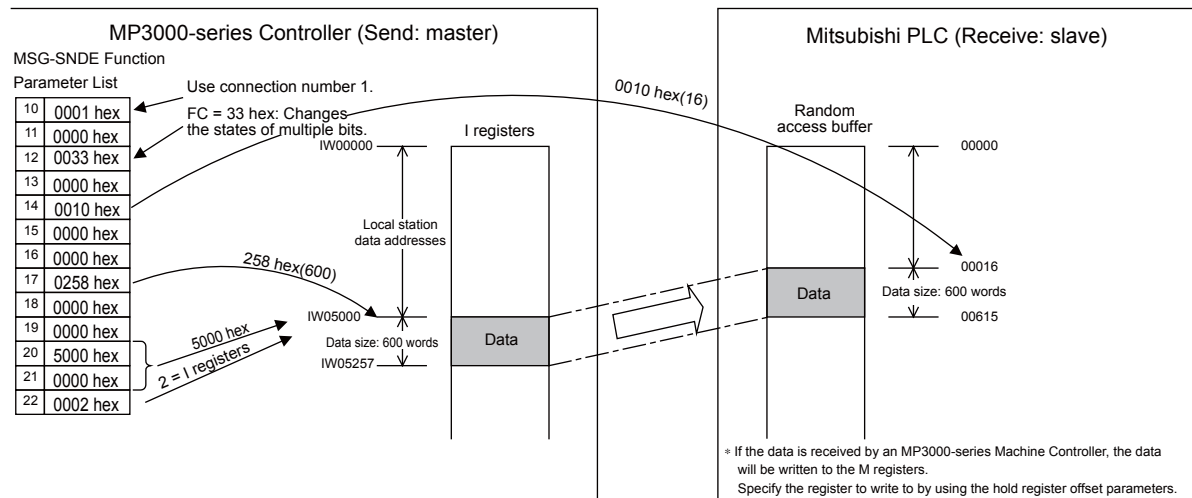 MP3000-series Controller (Send: master)
MSG-SNDE Function
Parameter List
10 0001 hex
11 0000 hex
12 0033 hex
13 0000 hex
14 0010 hex
15 0000 hex
16 0000 hex
17 0258 hex
18 0000 hex
19 0000 hex
20 5000 hex
21 0000 hex
22 0002 hex
Use connection number 1.
FC = 33 hex: Changes
the states of multiple bits.
258 hex(600)
5000 hex
2 = I registers
I registers
IW00000
Local station
data addresses
IW05000
Data size: 600 words
IW05257
Data
0010 hex(16)
Mitsubishi PLC (Receive: slave)
Random
access buffer
00000
00016
Data size: 600 words
00615
Data
* If the data is received by an MP3000-series Machine Controller, the data
will be written to the M registers.
Specify the register to write to by using the hold register offset parameters.